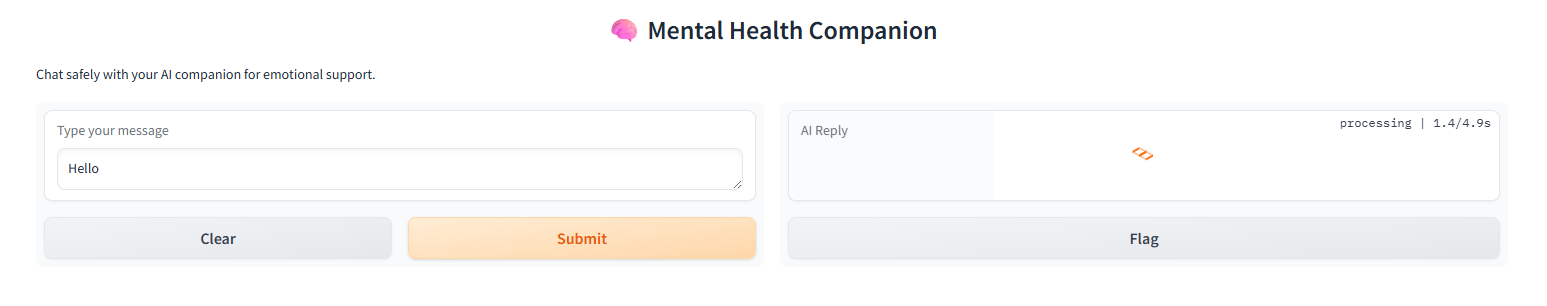 🧠 Mental Health Companion
Chat safely with your AI companion for emotional support.
Type your message
Hello
Clear
Submit
AI Reply
processing | 1.4/4.9s
Flag